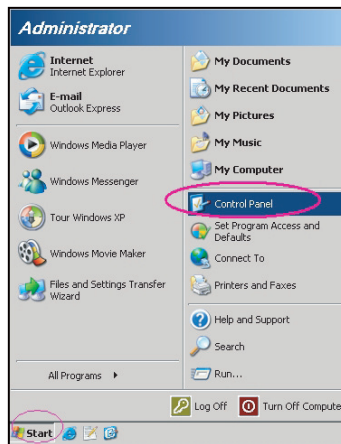 Administrator
Internet
Internet Explorer
E-mail
Outlook Express
Windows Media Player
Windows Messenger
Tour Windows XP
Windows Movie Maker
Files and Settings Transfer
Wizard
All Programs
My Documents
My Recent Documents
My Pictures
My Music
My Computer
Control Panel
Set Program Access and
Defaults
Connect To
Printers and Faxes
Help and Support
Search
Run...
Log Off
Turn Off Compute
Start